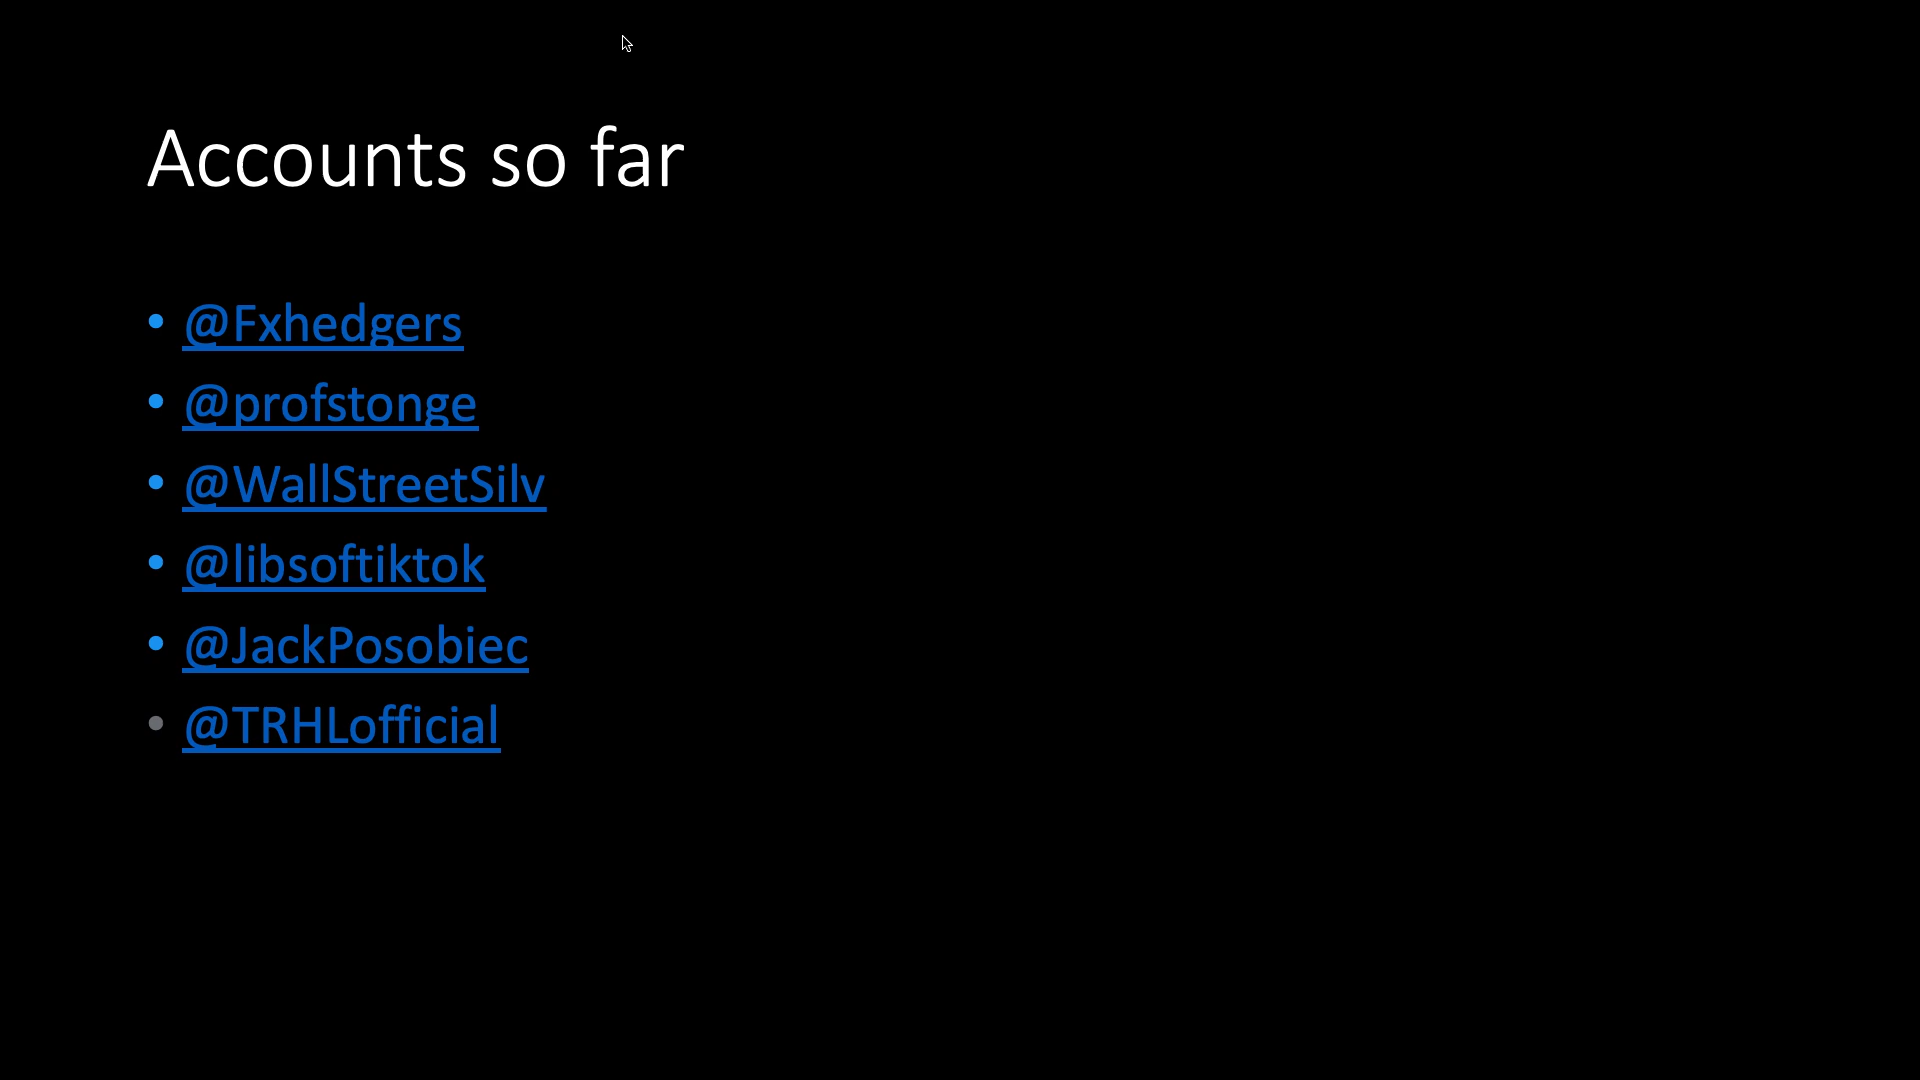 Accounts so far
• @Fxhedgers
• @profstonge
• @WallStreetSilv
• @libsoftiktok
• @JackPosobiec
• @TRHLofficial